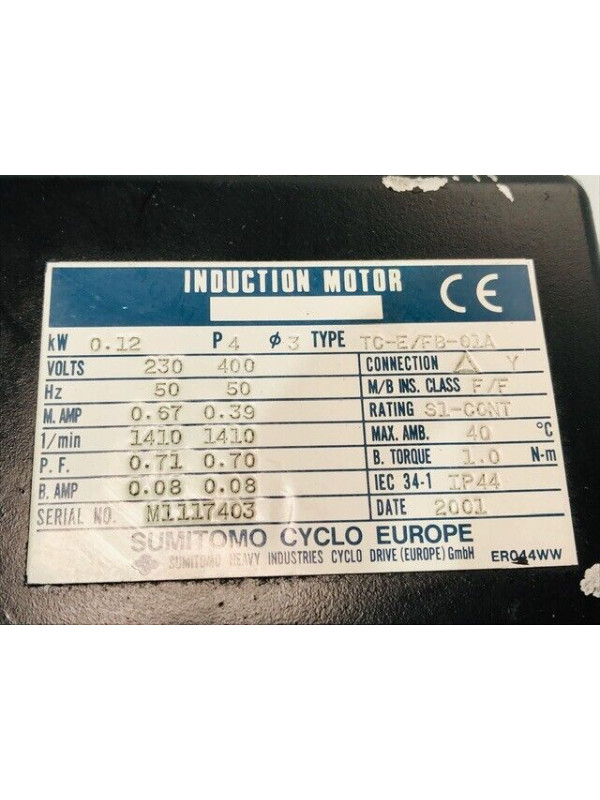 INDUCTION MOTOR CE
kW 0.12 P 4 φ 3 TYPE TC-E/FB-01A
VOLTS 230 400 CONNECTION △ Y
Hz 50 50 M/B INS. CLASS F/F
M. AMP 0.67 0.39 RATING S1-CONT
1/min 1410 1410 MAX. AMB. 40 °C
P. F. 0.71 0.70 B. TORQUE 1.0 N-m
B. AMP 0.08 0.08 IEC 34-1 IP44
SERIAL NO. M1117403 DATE 2001
SUMITOMO CYCLO EUROPE
SUMITOMO HEAVY INDUSTRIES CYCLO DRIVE (EUROPE) GmbH ER044WW